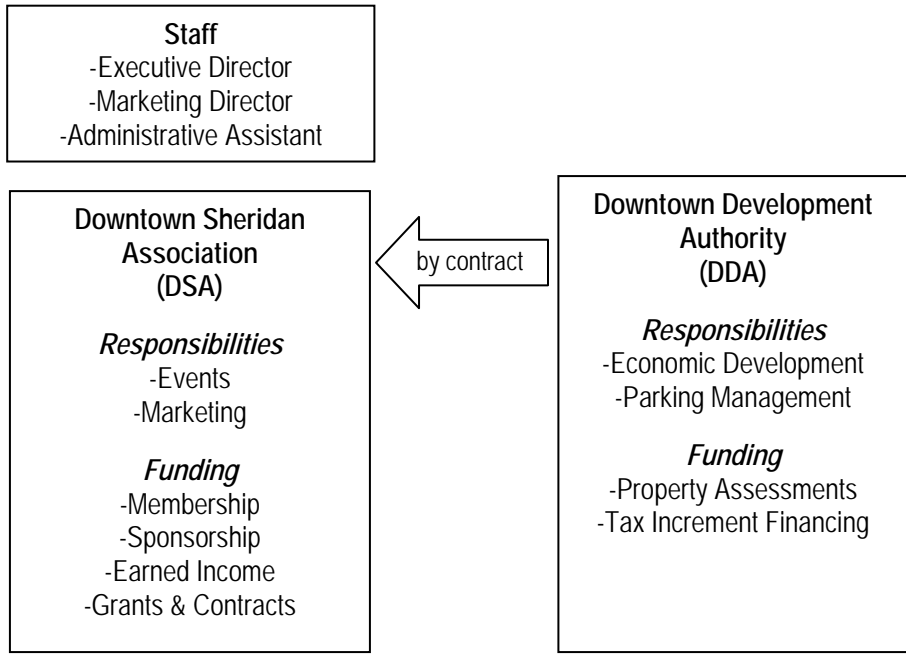 Staff
-Executive Director
-Marketing Director
-Administrative Assistant
Downtown Sheridan
Association
(DSA)
Responsibilities
-Events
-Marketing
Funding
-Membership
-Sponsorship
-Earned Income
-Grants & Contracts
by contract
Downtown Development
Authority
(DDA)
Responsibilities
-Economic Development
-Parking Management
Funding
-Property Assessments
-Tax Increment Financing